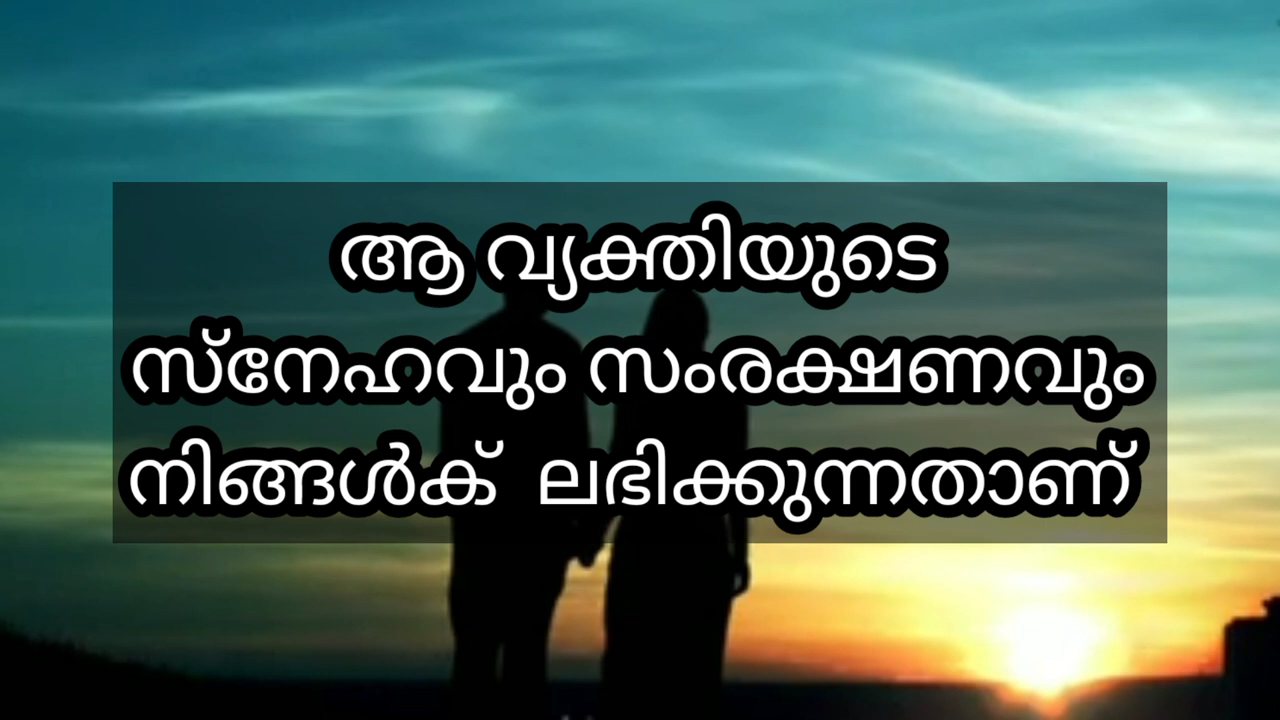 ആ വ്യക്തിയുടെ
സ്നേഹവും സംരക്ഷണവും
നിങ്ങൾക് ലഭിക്കുന്നതാണ്